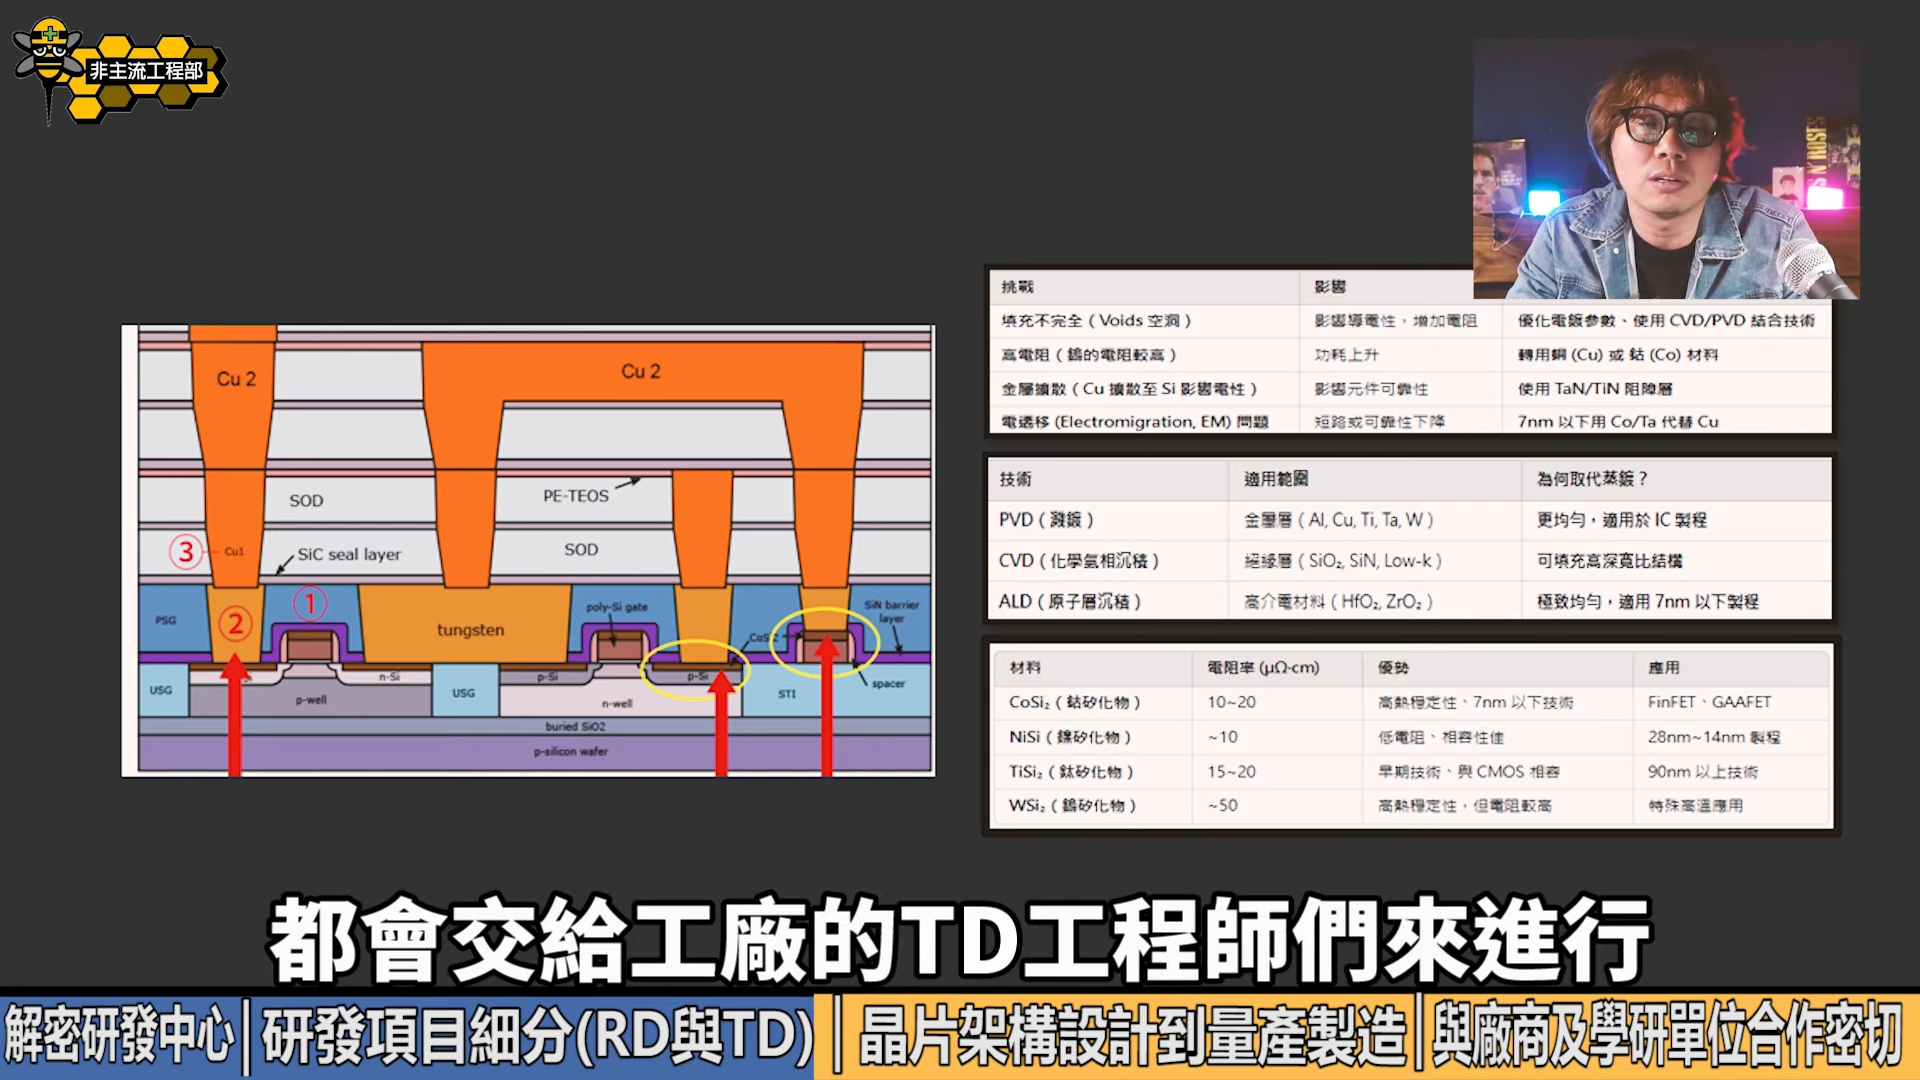 非主流工程部
N' ROSES
挑戰 影響
填充不完全（Voids 空洞） 影響導電性，增加電阻 優化電鍍參數、使用 CVD/PVD 結合技術
高電阻（鎢的電阻較高） 功耗上升 轉用銅 (Cu) 或 鈷 (Co) 材料
金屬擴散（Cu 擴散至 Si 影響電性） 影響元件可靠性 使用 TaN/TiN 阻障層
電遷移 (Electromigration, EM) 問題 短路或可靠性下降 7nm 以下用 Co/Ta 代替 Cu
技術 適用範圍 為何取代蒸鍍？
PVD（濺鍍） 金屬層（Al, Cu, Ti, Ta, W） 更均勻，適用於 IC 製程
CVD（化學氣相沉積） 絕緣層（SiO₂, SiN, Low-k） 可填充高深寬比結構
ALD（原子層沉積） 高介電材料（HfO₂, ZrO₂） 極致均勻，適用 7nm 以下製程
材料 電阻率 (μΩ·cm) 優勢 應用
CoSi₂（鈷矽化物） 10~20 高熱穩定性、7nm 以下技術 FinFET、GAAFET
NiSi（鎳矽化物） ~10 低電阻、相容性佳 28nm~14nm 製程
TiSi₂（鈦矽化物） 15~20 早期技術、與 CMOS 相容 90nm 以上技術
WSi₂（鎢矽化物） ~50 高熱穩定性，但電阻較高 特殊高溫應用
Cu 2 Cu 2
SOD PE-TEOS
③ Cu1 SiC seal layer SOD
① poly-Si gate SiN barrier
layer
PSG ② tungsten CoSi2
n-Si p-Si p-Si spacer
USG p-well USG n-well STI
buried SiO2
p-silicon wafer
都會交給工廠的TD工程師們來進行
解密研發中心 | 研發項目細分(RD與TD) | 晶片架構設計到量產製造 | 與廠商及學研單位合作密切